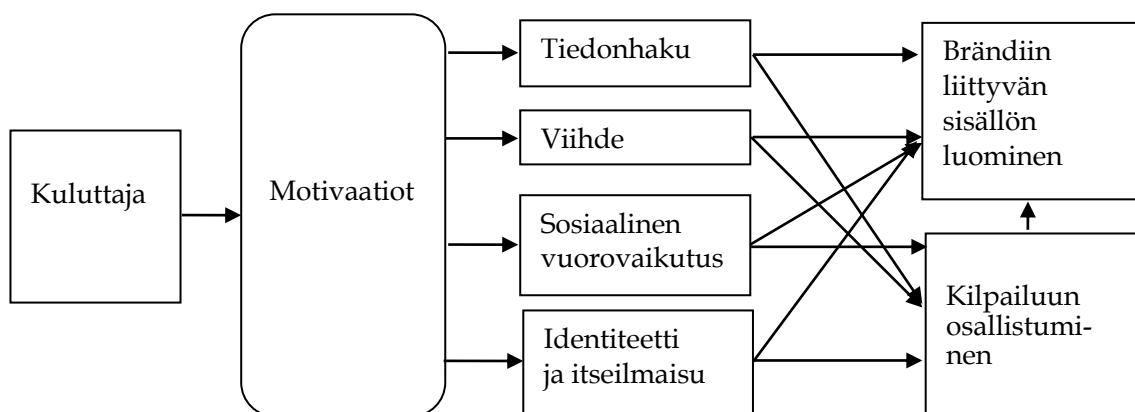 Kuluttaja
Motivaatiot
Tiedonhaku
Viihde
Sosiaalinen
vuorovaikutus
Identiteetti
ja itseilmaisu
Brändiin
liittyvän
sisällön
luominen
Kilpailuun
osallistumi-
nen